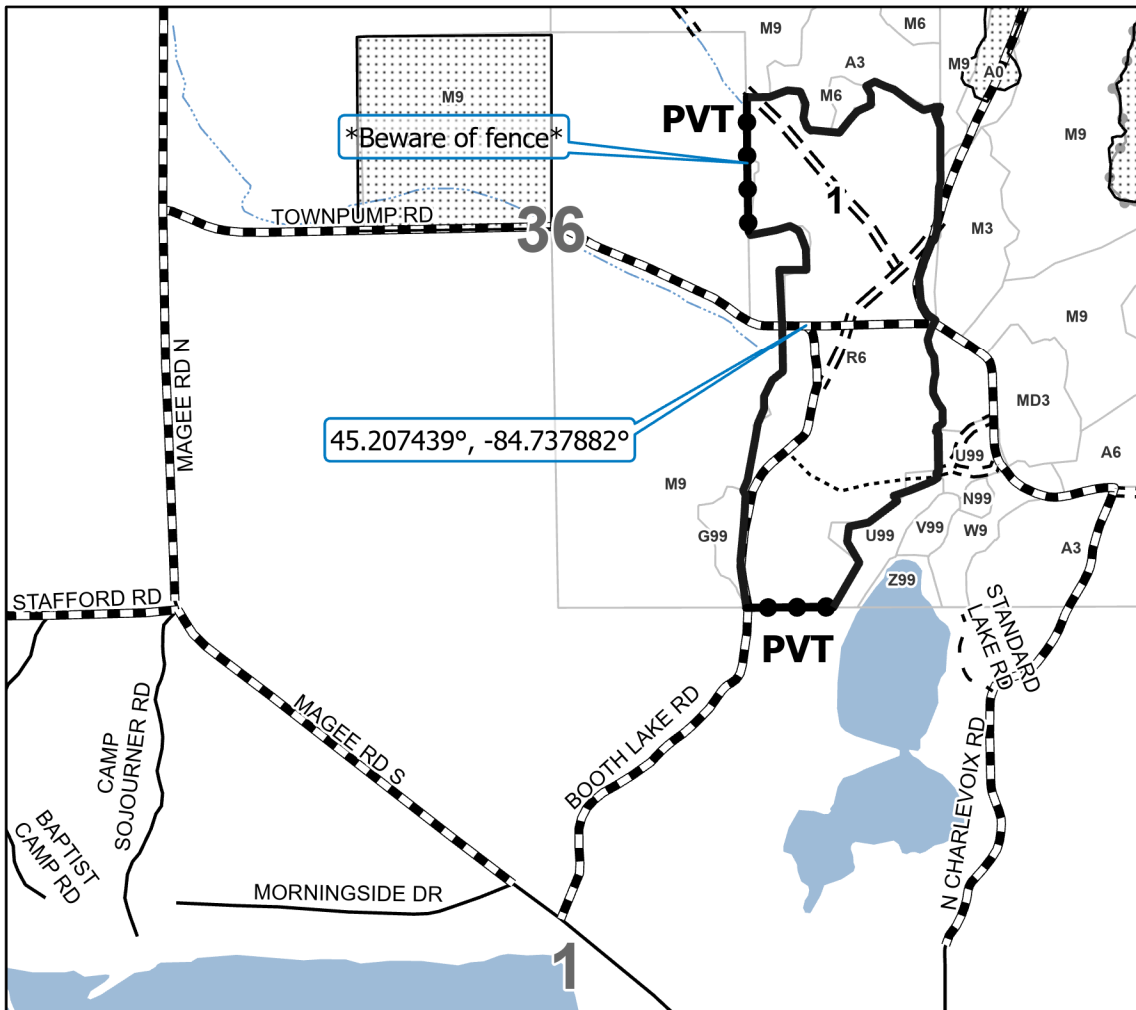 M9
M6
A3
M9
A0
M9
M6
PVT
M9
*Beware of fence*
1
TOWNPUMP RD
36
M3
M9
R6
MAGEE RD N
45.207439°, -84.737882°
MD3
U99
A6
M9
N99
G99
U99
V99
W9
A3
Z99
STAFFORD RD
STANDARD
LAKE RD
PVT
CAMP
SOJOURNER RD
MAGEE RD S
BOOTH LAKE RD
N CHARLEVOIX RD
BAPTIST
CAMP RD
MORNINGSIDE DR
1